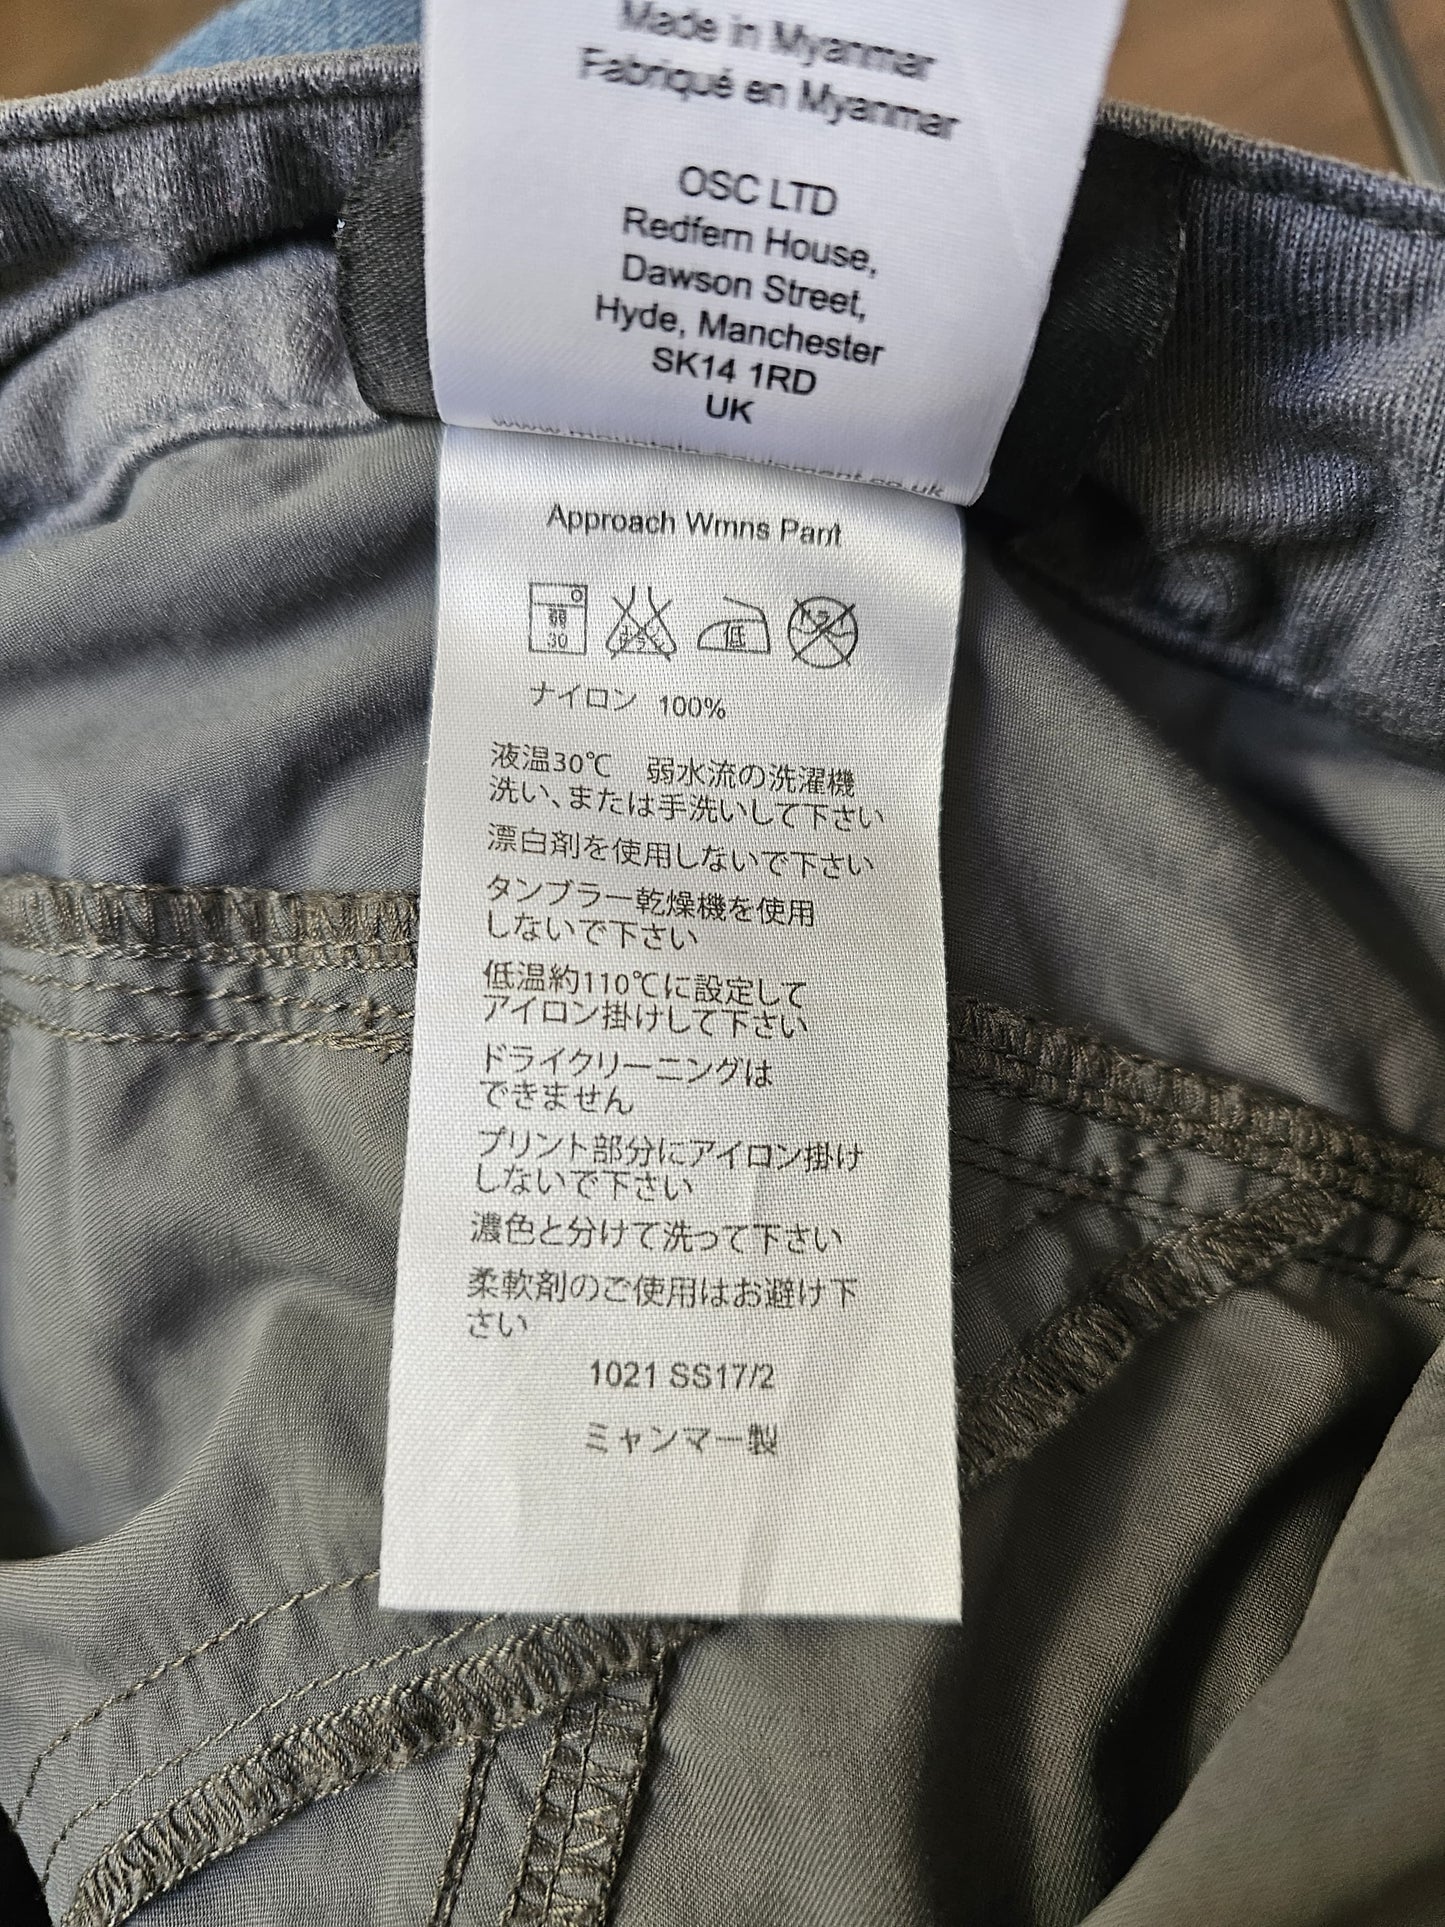 Made in Myanmar
Fabriqué en Myanmar
OSC LTD
Redfern House,
Dawson Street,
Hyde, Manchester
SK14 1RD
UK
www.mountain-equipment.co.uk
Approach Wmns Pant
弱
30
低
ナイロン 100%
液温30℃ 弱水流の洗濯機
洗い、または手洗いして下さい
漂白剤を使用しないで下さい
タンブラー乾燥機を使用
しないで下さい
低温約110℃に設定して
アイロン掛けして下さい
ドライクリーニングは
できません
プリント部分にアイロン掛け
しないで下さい
濃色と分けて洗って下さい
柔軟剤のご使用はお避け下
さい
1021 SS17/2
ミャンマー製